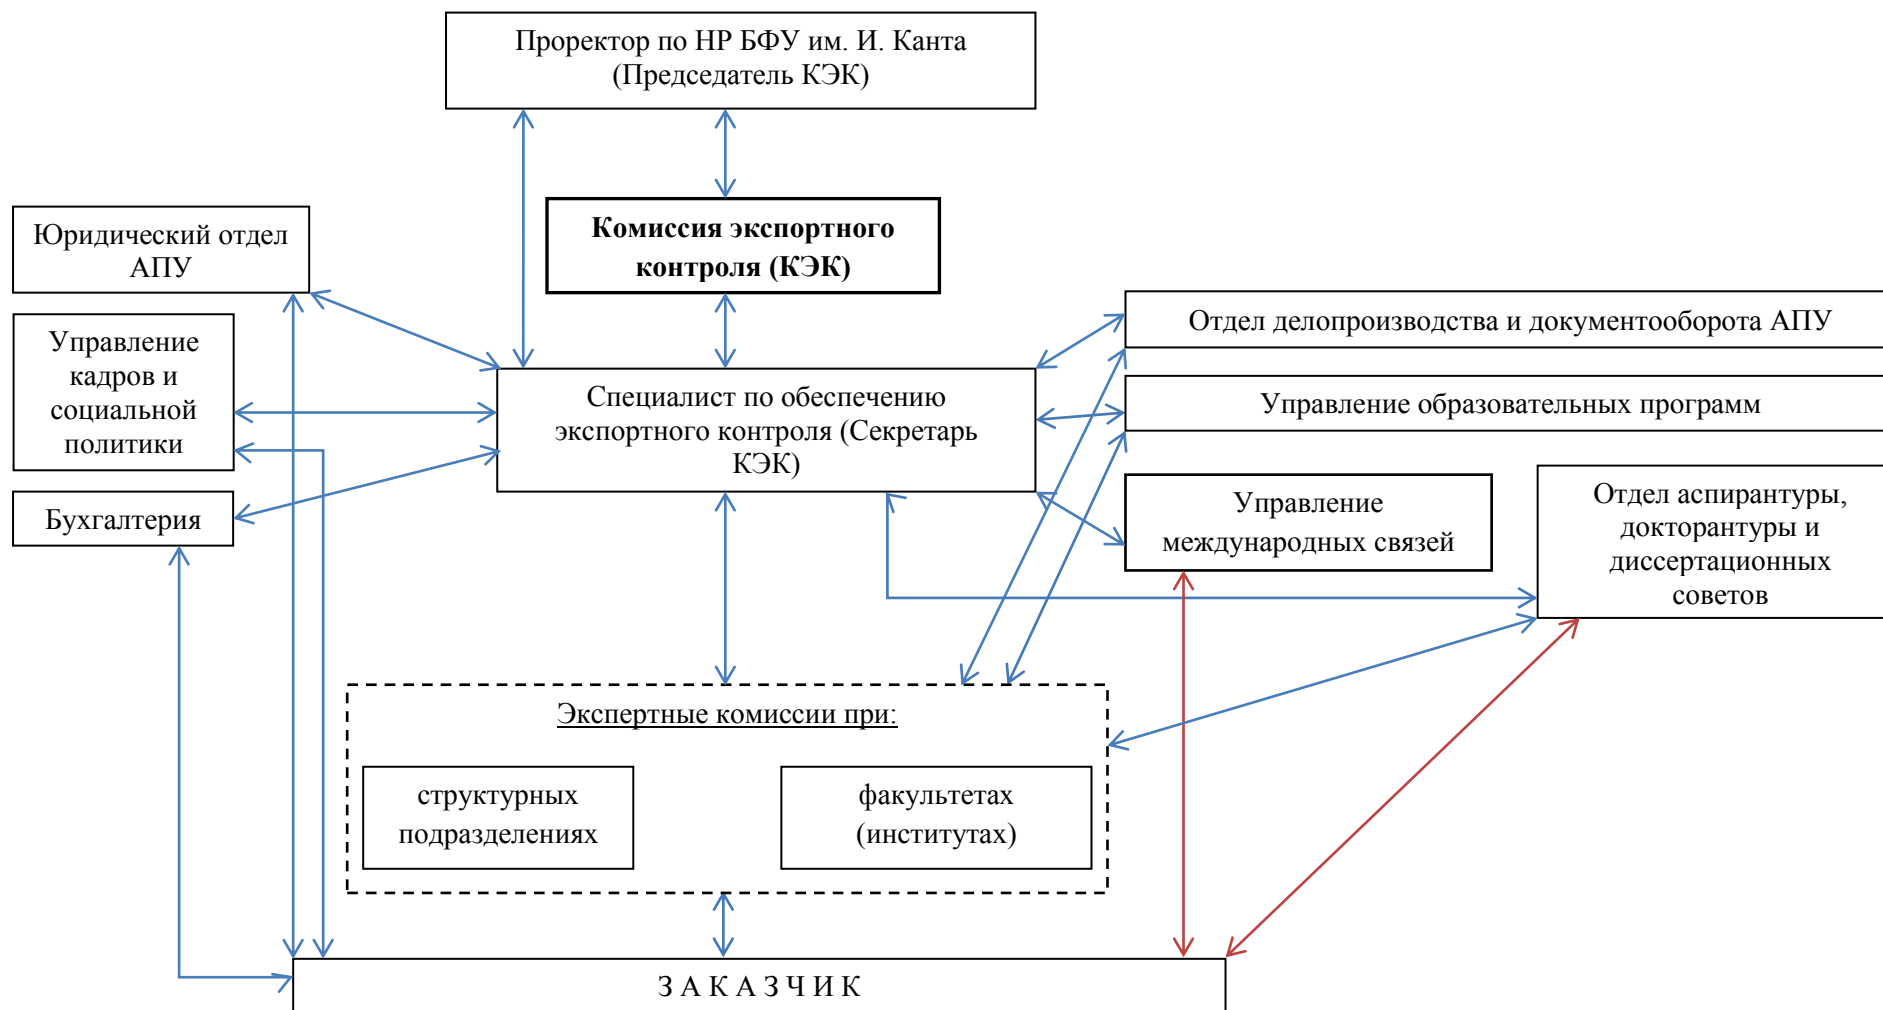 Проректор по НР БФУ им. И. Канта
(Председатель КЭК)
Комиссия экспортного
контроля (КЭК)
Юридический отдел
АПУ
Управление
кадров и
социальной
политики
Бухгалтерия
Специалист по обеспечению
экспортного контроля (Секретарь
КЭК)
Отдел делопроизводства и документооборота АПУ
Управление образовательных программ
Управление
международных связей
Отдел аспирантуры,
докторантуры и
диссертационных
советов
Экспертные комиссии при:
структурных
подразделениях
факультетах
(институтах)
З А К А З Ч И К